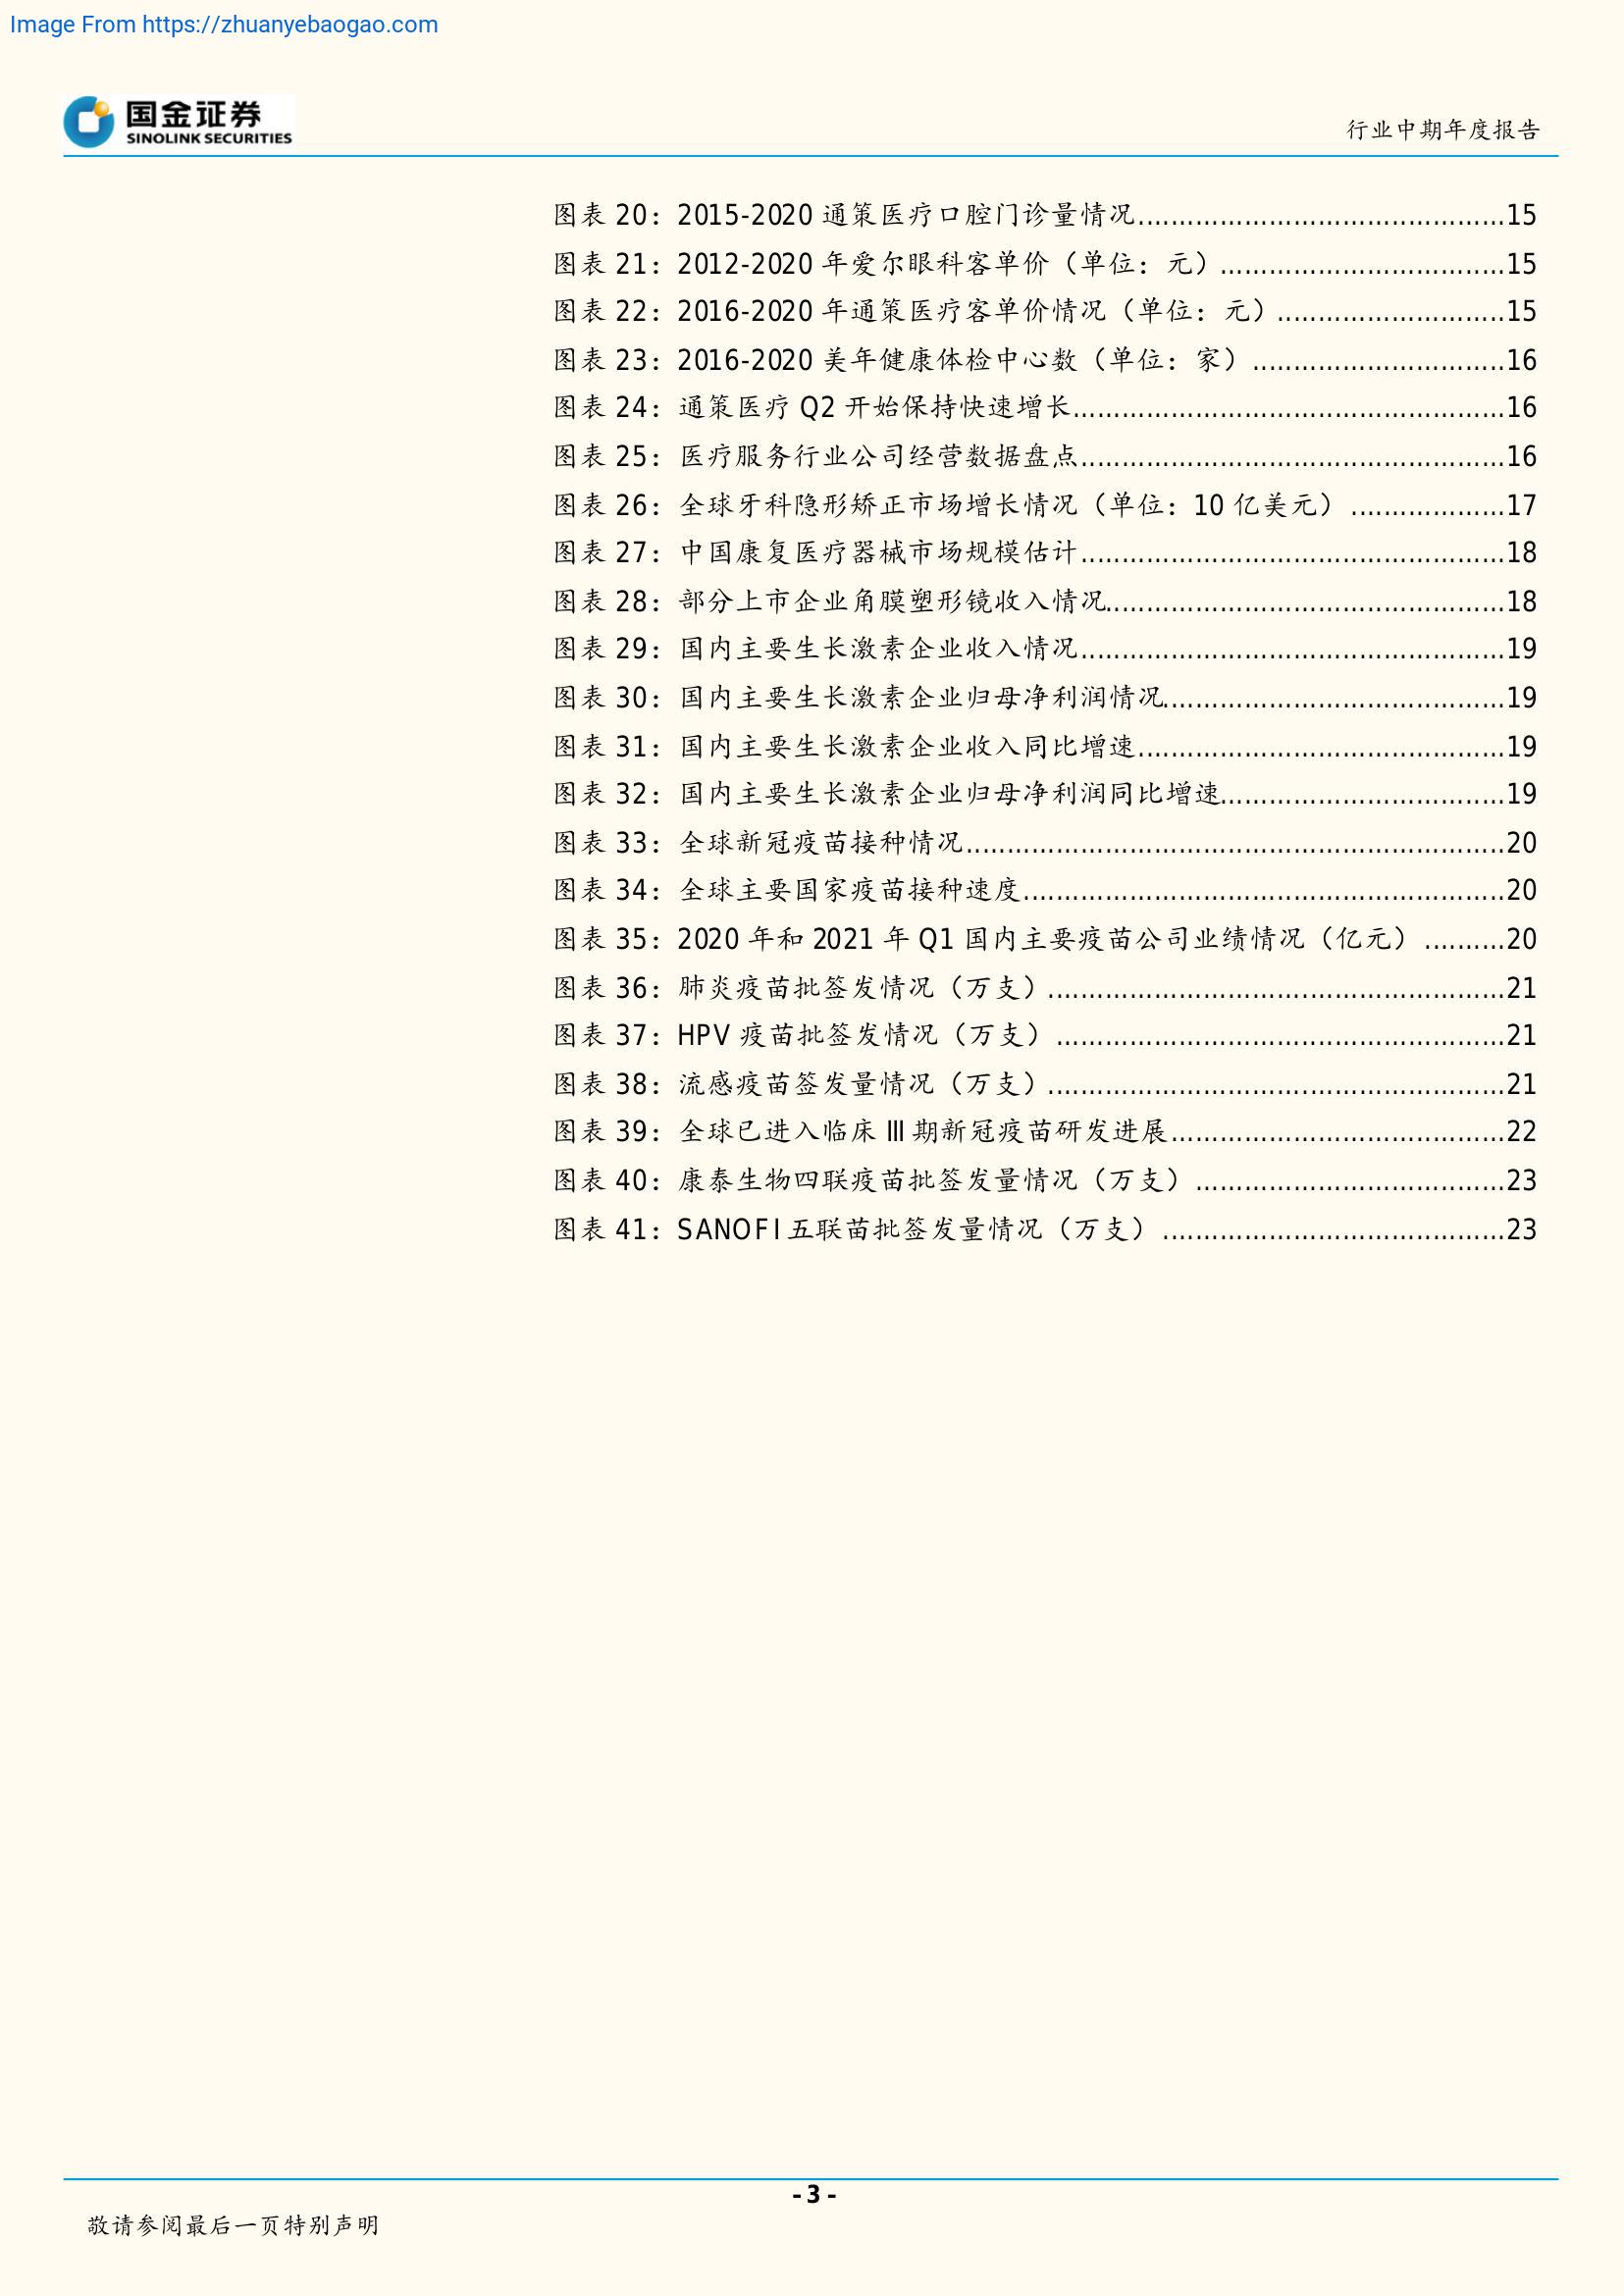 Image From https://zhuanyebaogao.com
国金证券
SINOLINK SECURITIES
行业中期年度报告
图表 20：2015-2020 通策医疗口腔门诊量情况............................................15
图表 21：2012-2020 年爱尔眼科客单价（单位：元）..................................15
图表 22：2016-2020 年通策医疗客单价情况（单位：元）...........................15
图表 23：2016-2020 美年健康体检中心数（单位：家）..............................16
图表 24：通策医疗 Q2 开始保持快速增长....................................................16
图表 25：医疗服务行业公司经营数据盘点...................................................16
图表 26：全球牙科隐形矫正市场增长情况（单位：10 亿美元）..................17
图表 27：中国康复医疗器械市场规模估计...................................................18
图表 28：部分上市企业角膜塑形镜收入情况................................................18
图表 29：国内主要生长激素企业收入情况...................................................19
图表 30：国内主要生长激素企业归母净利润情况.........................................19
图表 31：国内主要生长激素企业收入同比增速............................................19
图表 32：国内主要生长激素企业归母净利润同比增速..................................19
图表 33：全球新冠疫苗接种情况.................................................................20
图表 34：全球主要国家疫苗接种速度..........................................................20
图表 35：2020 年和 2021 年 Q1 国内主要疫苗公司业绩情况（亿元）..........20
图表 36：肺炎疫苗批签发情况（万支）.......................................................21
图表 37：HPV 疫苗批签发情况（万支）......................................................21
图表 38：流感疫苗签发量情况（万支）.......................................................21
图表 39：全球已进入临床 III 期新冠疫苗研发进展........................................22
图表 40：康泰生物四联疫苗批签发量情况（万支）.....................................23
图表 41：SANOFI 五联苗批签发量情况（万支）.........................................23
- 3 -
敬请参阅最后一页特别声明